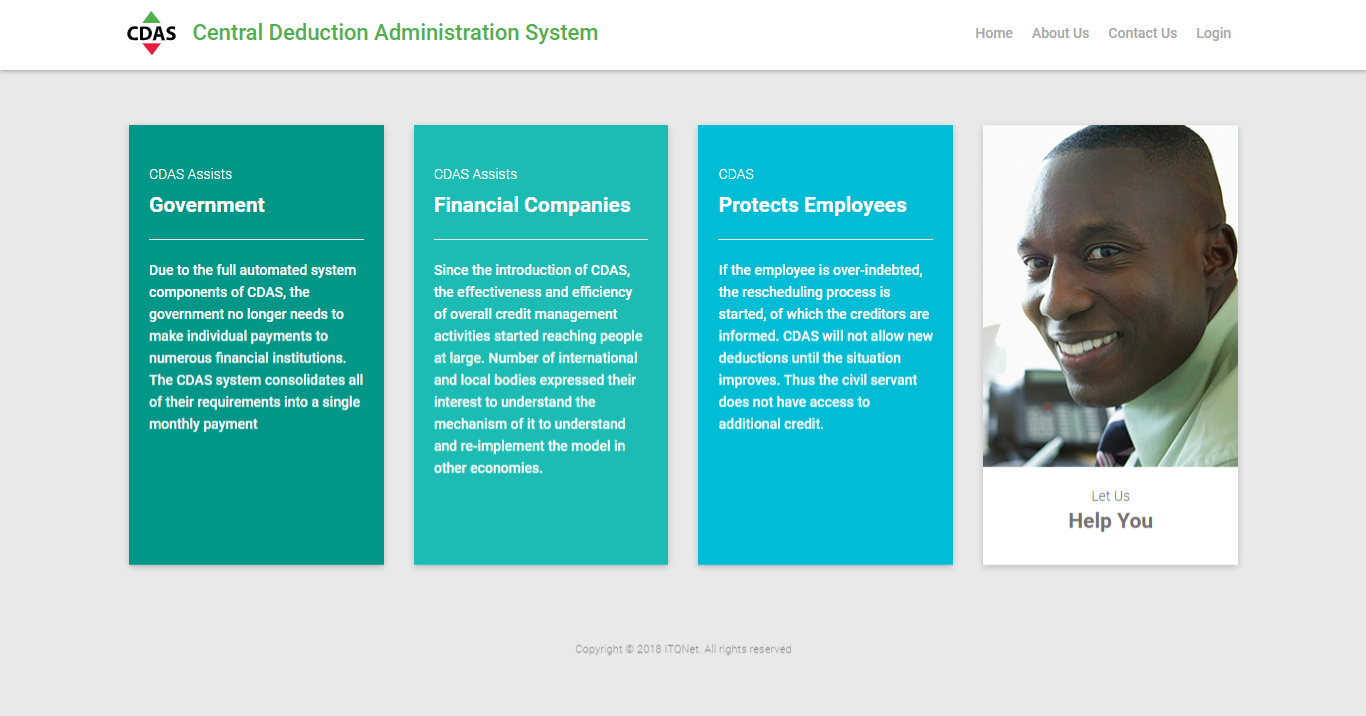 CDAS
Central Deduction Administration System
Home
About Us
Contact Us
Login
CDAS Assists
Government
Due to the full automated system
components of CDAS, the
government no longer needs to
make individual payments to
numerous financial institutions.
The CDAS system consolidates all
of their requirements into a single
monthly payment
CDAS Assists
Financial Companies
Since the introduction of CDAS,
the effectiveness and efficiency
of overall credit management
activities started reaching people
at large. Number of international
and local bodies expressed their
interest to understand the
mechanism of it to understand
and re-implement the model in
other economies.
CDAS
Protects Employees
If the employee is over-indebted,
the rescheduling process is
started, of which the creditors are
informed. CDAS will not allow new
deductions until the situation
improves. Thus the civil servant
does not have access to
additional credit.
Let Us
Help You
Copyright © 2018 ITQNet. All rights reserved